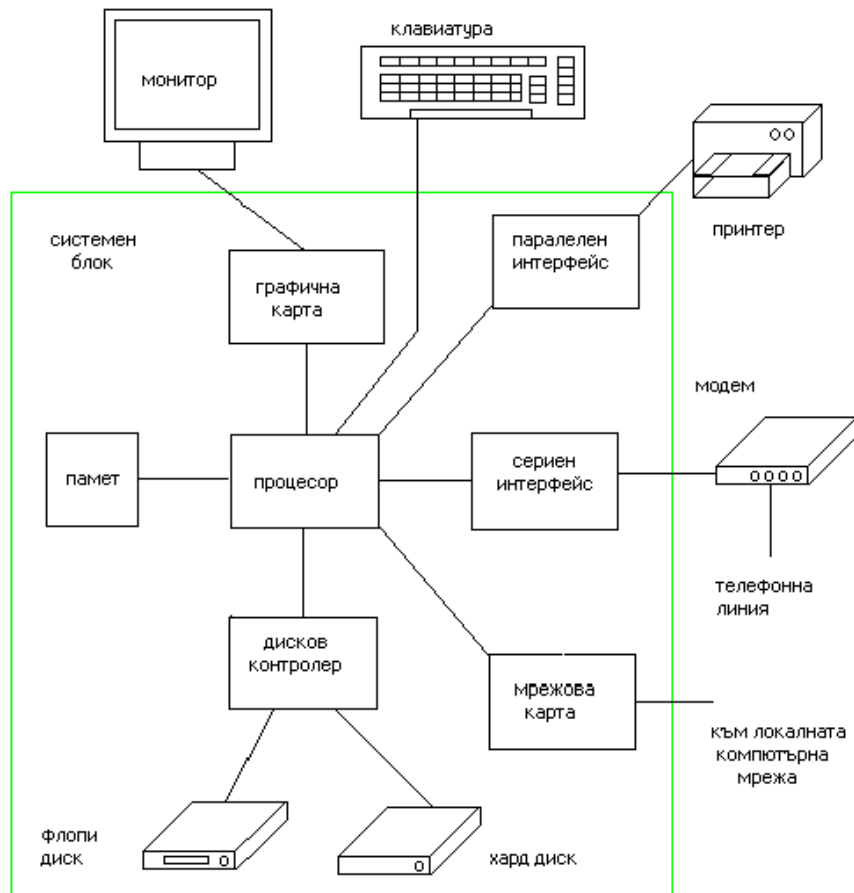 клавиатура
монитор
принтер
системен
блок
паралелен
интерфейс
графична
карта
модем
памет
процесор
сериен
интерфейс
телефонна
линия
дисков
контролер
мрежова
карта
към локалната
компютърна
мрежа
флопи
диск
хард диск